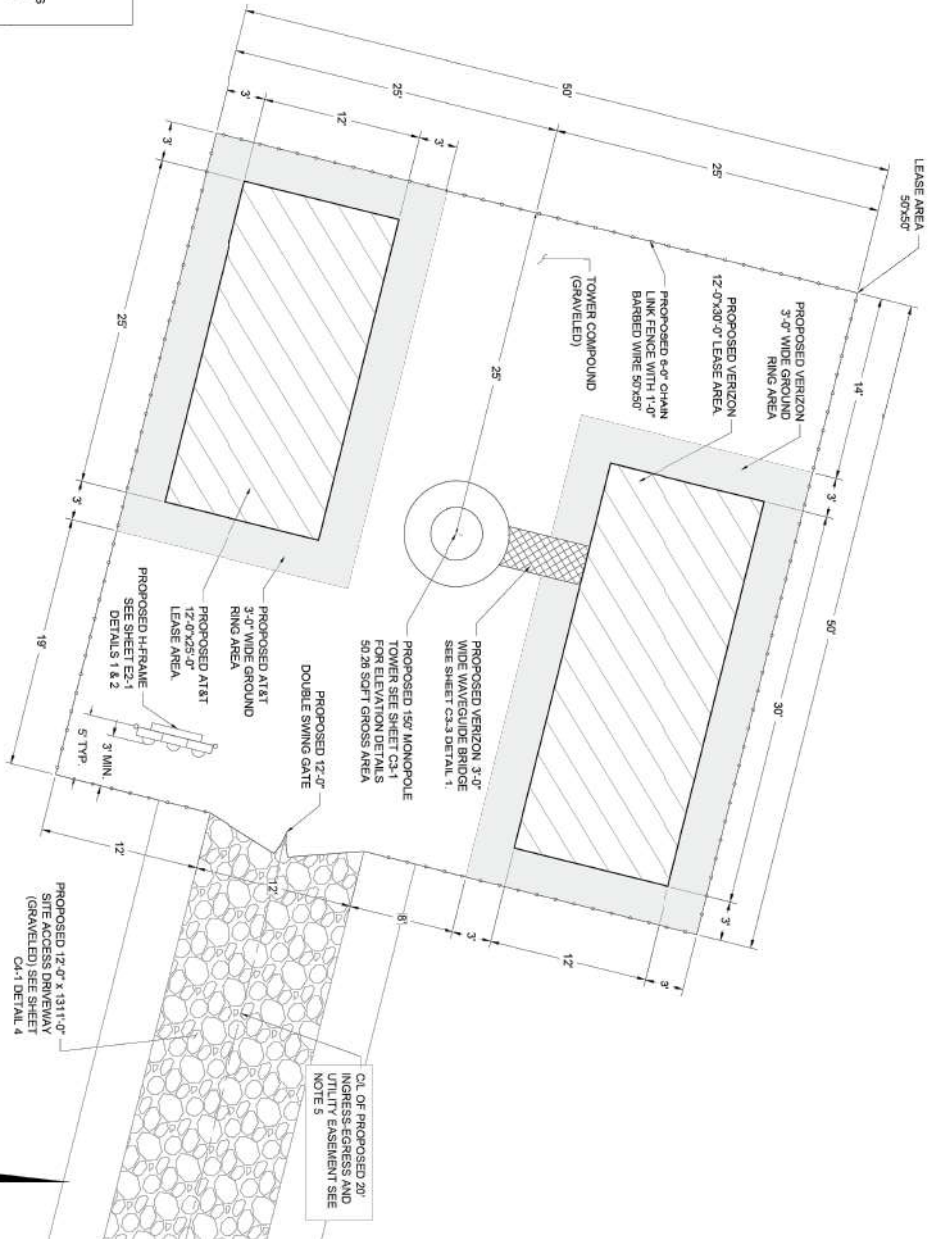 LEASE AREA
50'x50'
50'
25'
25'
3'
12'
3'
3'
25'
3'
19'
14'
3'
50'
30'
3'
PROPOSED VERIZON
3'-0" WIDE GROUND
RING AREA
PROPOSED VERIZON
12'-0"x30'-0" LEASE AREA.
PROPOSED 6'-0" CHAIN
LINK FENCE WITH 1'-0"
BARBED WIRE 50'x50'
TOWER COMPOUND
(GRAVELED)
25'
PROPOSED VERIZON 3'-0"
WIDE WAVEGUIDE BRIDGE
SEE SHEET C3-3 DETAIL 1.
PROPOSED 150' MONOPOLE
TOWER SEE SHEET C3-1
FOR ELEVATION DETAILS
50.26 SQFT GROSS AREA
PROPOSED 12'-0"
DOUBLE SWING GATE
PROPOSED AT&T
3'-0" WIDE GROUND
RING AREA
PROPOSED AT&T
12'-0"x25'-0"
LEASE AREA.
PROPOSED H-FRAME
SEE SHEET E2-1
DETAILS 1 & 2
3' MIN.
5' TYP.
12'
12'
8'
3'
12'
3'
C/L OF PROPOSED 20'
INGRESS-EGRESS AND
UTILITY EASEMENT SEE
NOTE 5
PROPOSED 12'-0" x 1311'-0"
SITE ACCESS DRIVEWAY
(GRAVELED) SEE SHEET
C4-1 DETAIL 4